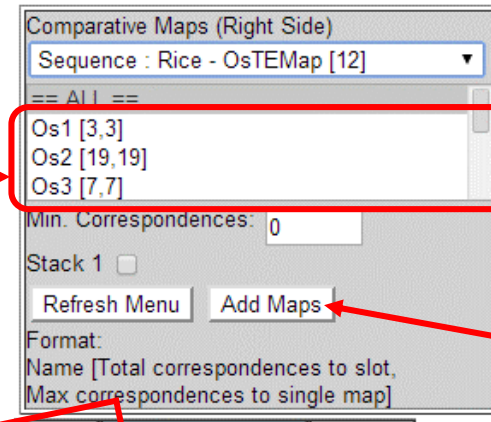 Comparative Maps (Right Side)
Sequence : Rice - OsTEMap [12]
== ALL ==
Os1 [3,3]
Os2 [19,19]
Os3 [7,7]
Min. Correspondences: 0
Stack 1
Refresh Menu Add Maps
Format:
Name [Total correspondences to slot,
Max correspondences to single map]